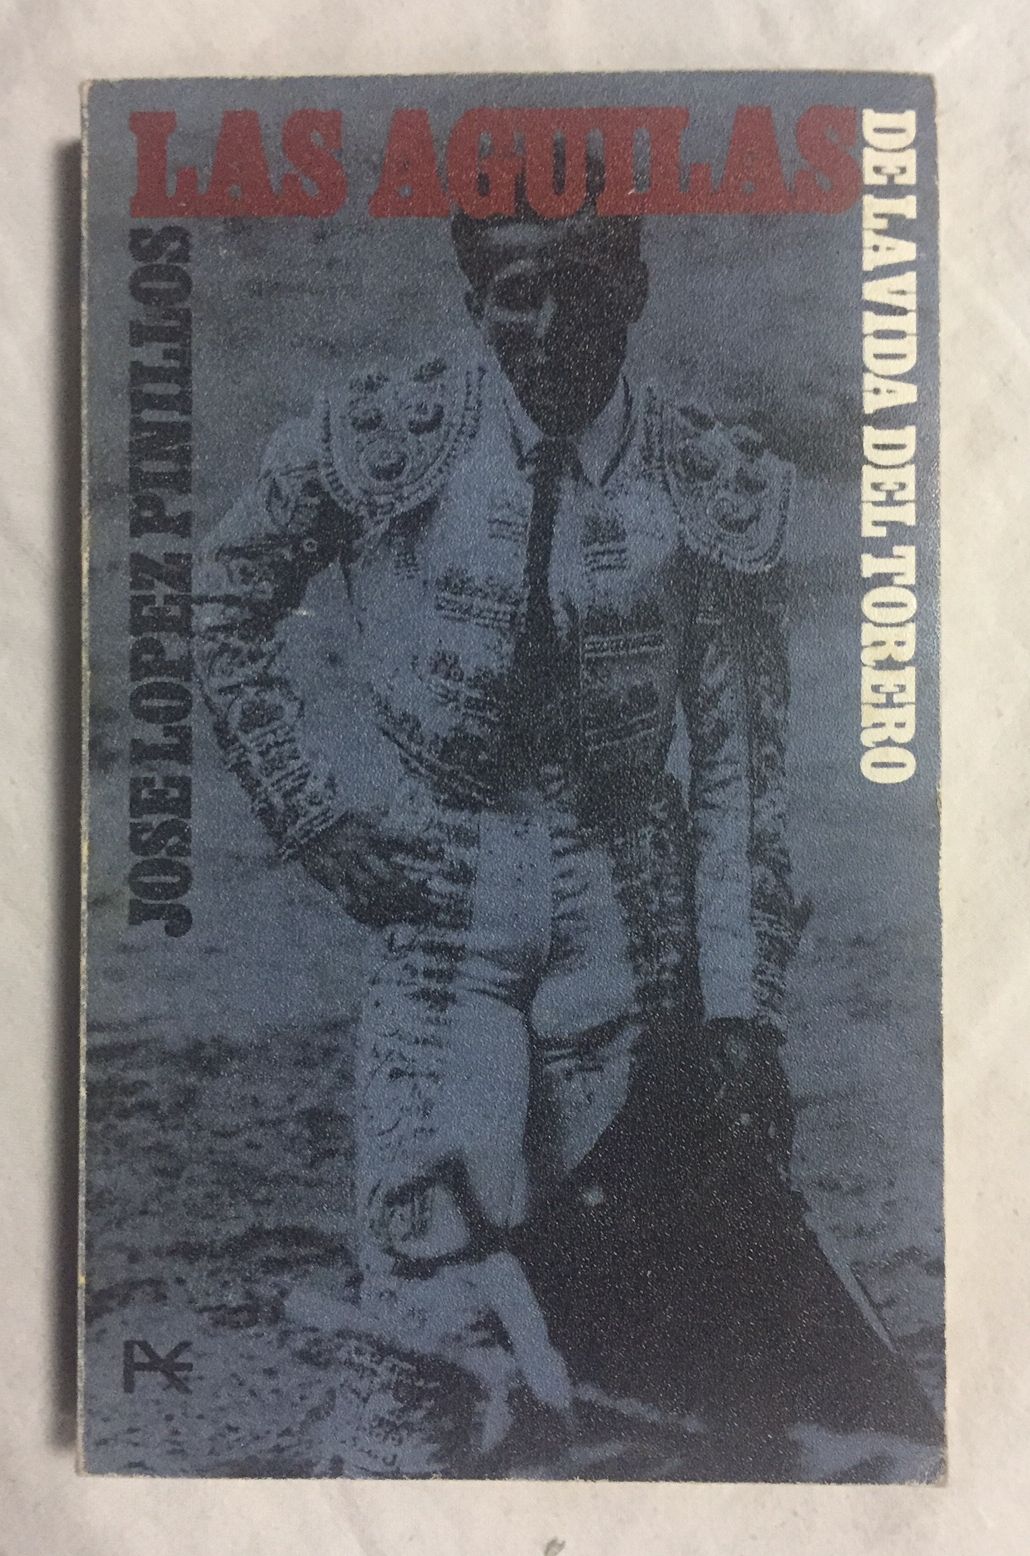 LAS AGUILAS
DE LA VIDA DEL TORERO
JOSE LOPEZ PINILLOS